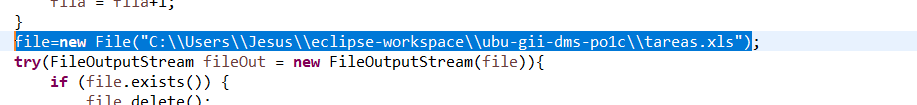 fila = fila+1;
}
file=new File("C:\\Users\\Jesus\\eclipse-workspace\\ubu-gii-dms-po1c\\tareas.xls");
try(FileOutputStream fileOut = new FileOutputStream(file)){
if (file.exists()) {
file.delete();